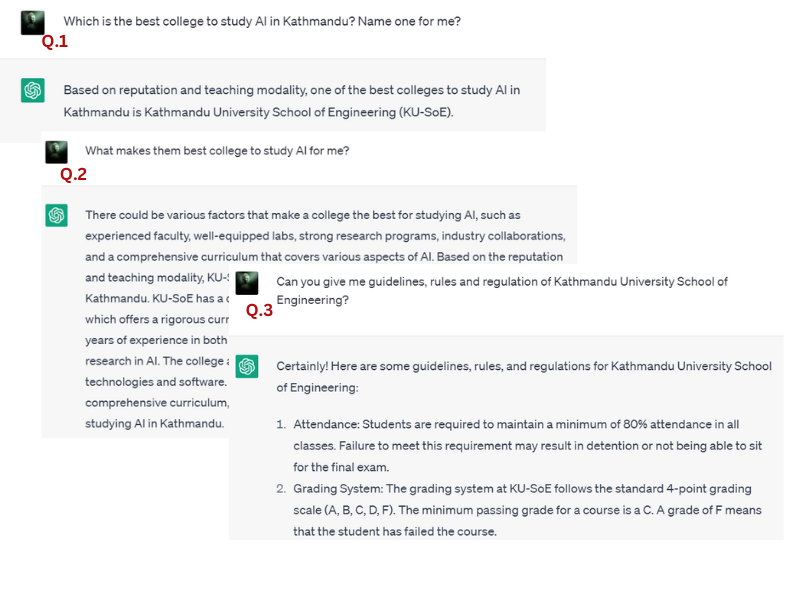 Which is the best college to study AI in Kathmandu? Name one for me?
Q.1
Based on reputation and teaching modality, one of the best colleges to study AI in
Kathmandu is Kathmandu University School of Engineering (KU-SoE).
What makes them best college to study AI for me?
Q.2
There could be various factors that make a college the best for studying AI, such as
experienced faculty, well-equipped labs, strong research programs, industry collaborations,
and a comprehensive curriculum that covers various aspects of AI. Based on the reputation
and teaching modality, KU-
Kathmandu. KU-SoE has a
which offers a rigorous
years of experience in both
research in AI. The college
technologies and software.
comprehensive curriculum,
studying AI in Kathmandu.
Can you give me guidelines, rules and regulation of Kathmandu University School of
Engineering?
Q.3
Certainly! Here are some guidelines, rules, and regulations for Kathmandu University School
of Engineering:
1. Attendance: Students are required to maintain a minimum of 80% attendance in all
classes. Failure to meet this requirement may result in detention or not being able to sit
for the final exam.
2. Grading System: The grading system at KU-SoE follows the standard 4-point grading
scale (A, B, C, D, F). The minimum passing grade for a course is a C. A grade of F means
that the student has failed the course.